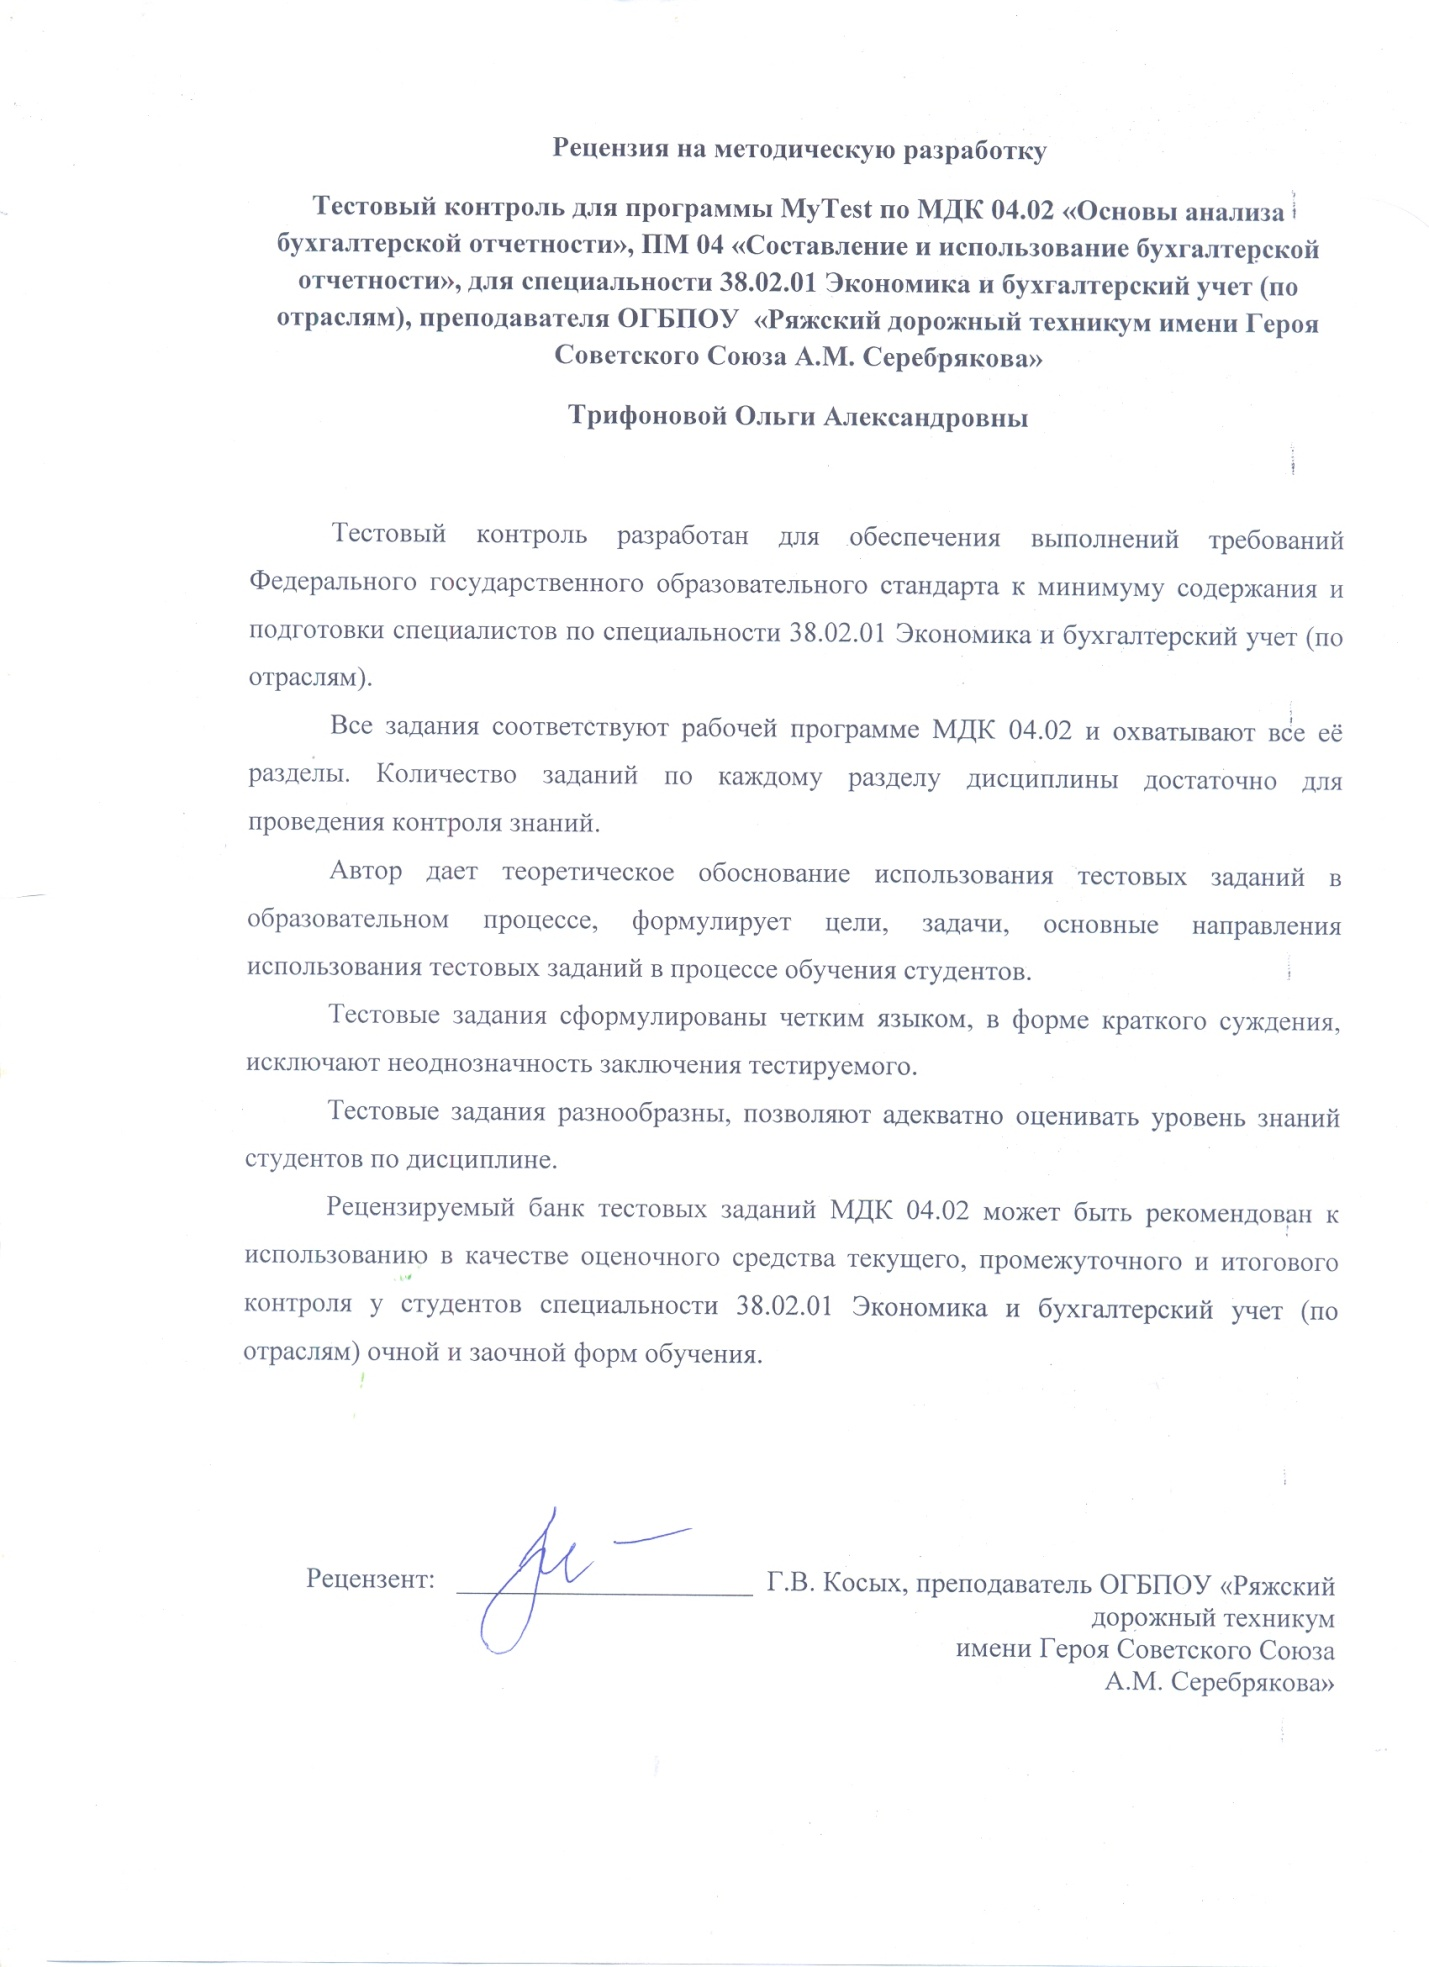 Рецензия на методическую разработку
Тестовый контроль для программы MyTest по МДК 04.02 «Основы анализа
бухгалтерской отчетности», ПМ 04 «Составление и использование бухгалтерской
отчетности», для специальности 38.02.01 Экономика и бухгалтерский учет (по
отраслям), преподавателя ОГБПОУ «Ряжский дорожный техникум имени Героя
Советского Союза А.М. Серебрякова»
Трифоновой Ольги Александровны
Тестовый контроль разработан для обеспечения выполнений требований
Федерального государственного образовательного стандарта к минимуму содержания и
подготовки специалистов по специальности 38.02.01 Экономика и бухгалтерский учет (по
отраслям).
Все задания соответствуют рабочей программе МДК 04.02 и охватывают все её
разделы. Количество заданий по каждому разделу дисциплины достаточно для
проведения контроля знаний.
Автор дает теоретическое обоснование использования тестовых заданий в
образовательном процессе, формулирует цели, задачи, основные направления
использования тестовых заданий в процессе обучения студентов.
Тестовые задания сформулированы четким языком, в форме краткого суждения,
исключают неоднозначность заключения тестируемого.
Тестовые задания разнообразны, позволяют адекватно оценивать уровень знаний
студентов по дисциплине.
Рецензируемый банк тестовых заданий МДК 04.02 может быть рекомендован к
использованию в качестве оценочного средства текущего, промежуточного и итогового
контроля у студентов специальности 38.02.01 Экономика и бухгалтерский учет (по
отраслям) очной и заочной форм обучения.
Рецензент: ______________________ Г.В. Косых, преподаватель ОГБПОУ «Ряжский
дорожный техникум
имени Героя Советского Союза
А.М. Серебрякова»